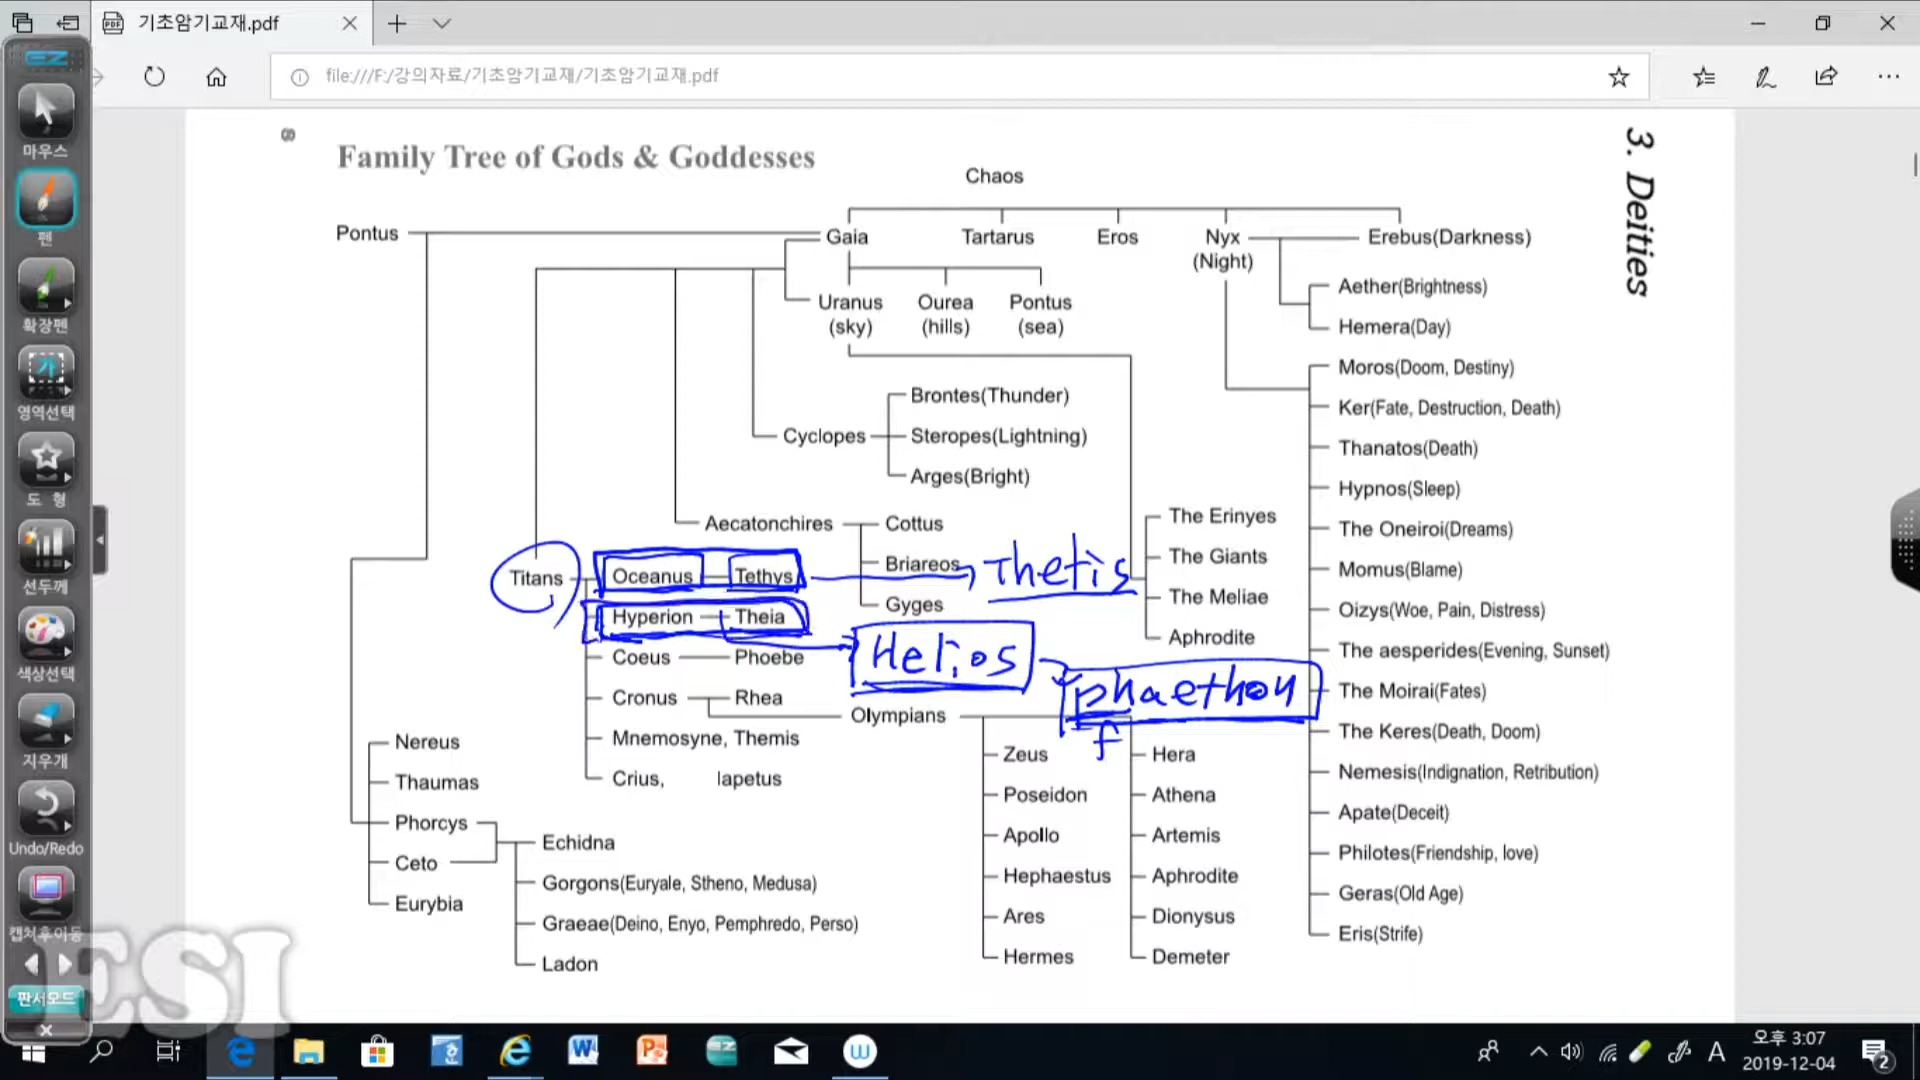 기초암기교재.pdf
file:///F:/강의자료/기초암기교재/기초암기교재.pdf
EZ
마우스
펜
확장펜
영역선택
도 형
선두께
색상선택
지우개
Undo/Redo
캡처후이동
판서모드
8
3. Deities
Family Tree of Gods & Goddesses
Chaos
Pontus
Gaia
Tartarus
Eros
Nyx
(Night)
Erebus(Darkness)
Aether(Brightness)
Hemera(Day)
Uranus
(sky)
Ourea
(hills)
Pontus
(sea)
Moros(Doom, Destiny)
Ker(Fate, Destruction, Death)
Thanatos(Death)
Hypnos(Sleep)
The Oneiroi(Dreams)
Momus(Blame)
Oizys(Woe, Pain, Distress)
The aesperides(Evening, Sunset)
The Moirai(Fates)
The Keres(Death, Doom)
Nemesis(Indignation, Retribution)
Apate(Deceit)
Philotes(Friendship, love)
Geras(Old Age)
Eris(Strife)
Cyclopes
Brontes(Thunder)
Steropes(Lightning)
Arges(Bright)
Aecatonchires
Cottus
Briareos
Gyges
The Erinyes
The Giants
The Meliae
Aphrodite
Titans
Oceanus Tethys
Thetis
Hyperion Theia
Helios
phaethon
f
Coeus Phoebe
Cronus Rhea
Mnemosyne, Themis
Crius, Iapetus
Olympians
Zeus
Poseidon
Apollo
Hephaestus
Ares
Hermes
Hera
Athena
Artemis
Aphrodite
Dionysus
Demeter
Nereus
Thaumas
Phorcys
Ceto
Eurybia
Echidna
Gorgons(Euryale, Stheno, Medusa)
Graeae(Deino, Enyo, Pemphredo, Perso)
Ladon
ESI
A
오후 3:07
2019-12-04
2